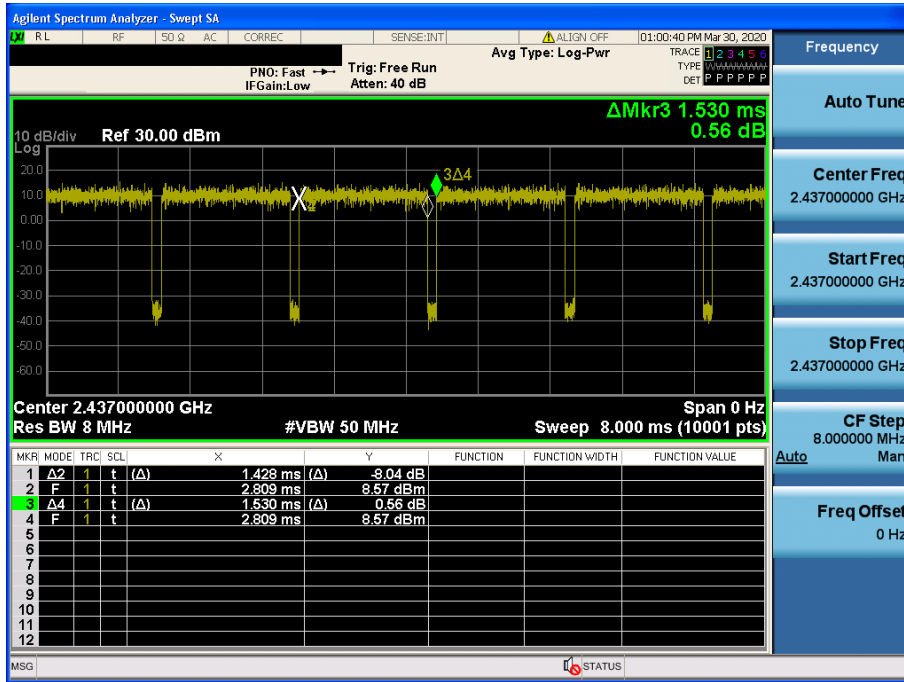 Agilent Spectrum Analyzer - Swept SA
LXI RL RF 50 Ω AC CORREC SENSE:INT ALIGN OFF 01:00:40 PM Mar 30, 2020
Avg Type: Log-Pwr TRACE 1 2 3 4 5 6
PNO: Fast Trig: Free Run TYPE
IFGain:Low Atten: 40 dB DET P P P P P P
Frequency
ΔMkr3 1.530 ms
0.56 dB
10 dB/div Ref 30.00 dBm
Log
20.0
10.0
0.00
-10.0
-20.0
-30.0
-40.0
-50.0
-60.0
3Δ4
Center 2.437000000 GHz Span 0 Hz
Res BW 8 MHz #VBW 50 MHz Sweep 8.000 ms (10001 pts)
MKR MODE TRC SCL X Y FUNCTION FUNCTION WIDTH FUNCTION VALUE
1 Δ2 1 t (Δ) 1.428 ms (Δ) -8.04 dB
2 F 1 t 2.809 ms 8.57 dBm
3 Δ4 1 t (Δ) 1.530 ms (Δ) 0.56 dB
4 F 1 t 2.809 ms 8.57 dBm
5
6
7
8
9
10
11
12
Auto Tune
Center Freq
2.437000000 GHz
Start Freq
2.437000000 GHz
Stop Freq
2.437000000 GHz
CF Step
8.000000 MHz
Auto Man
Freq Offset
0 Hz
MSG STATUS